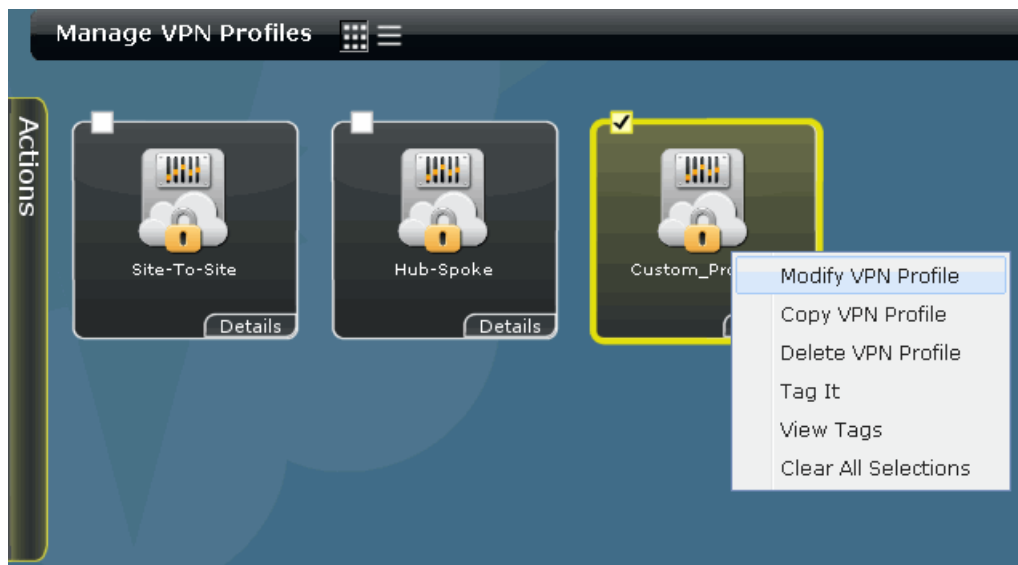 Manage VPN Profiles
Actions
Site-To-Site
Details
Hub-Spoke
Details
Modify VPN Profile
Copy VPN Profile
Delete VPN Profile
Tag It
View Tags
Clear All Selections